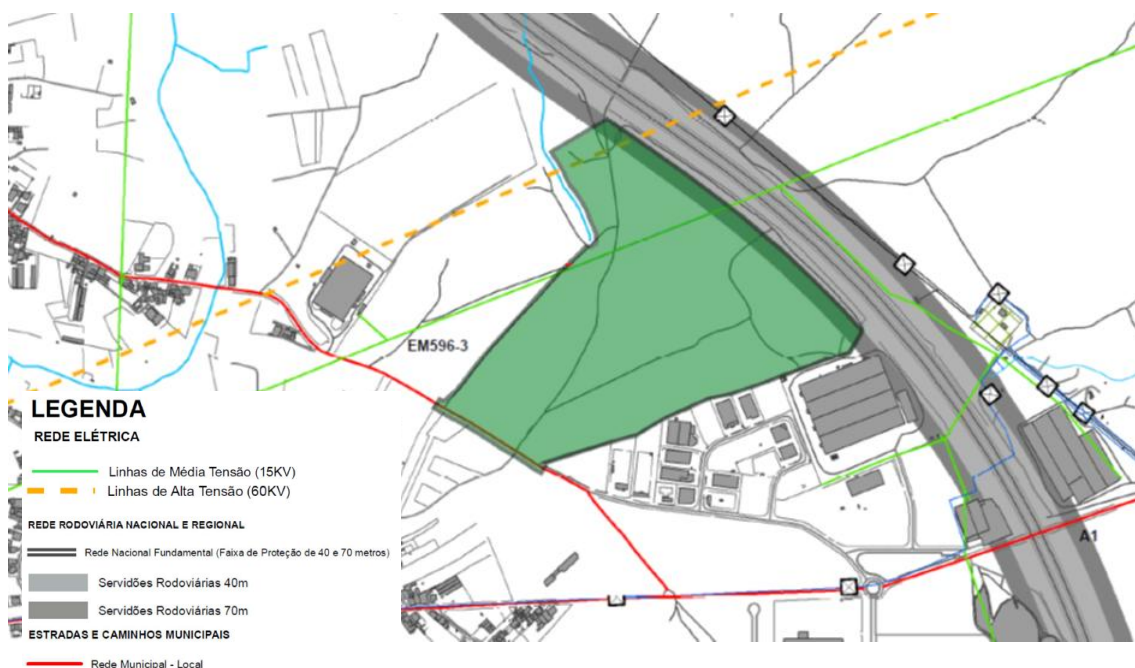 EM596-3
A1
LEGENDA
REDE ELÉTRICA
Linhas de Média Tensão (15KV)
Linhas de Alta Tensão (60KV)
REDE RODOVIÁRIA NACIONAL E REGIONAL
Rede Nacional Fundamental (Faixa de Proteção de 40 e 70 metros)
Servidões Rodoviárias 40m
Servidões Rodoviárias 70m
ESTRADAS E CAMINHOS MUNICIPAIS
Rede Municipal - Local